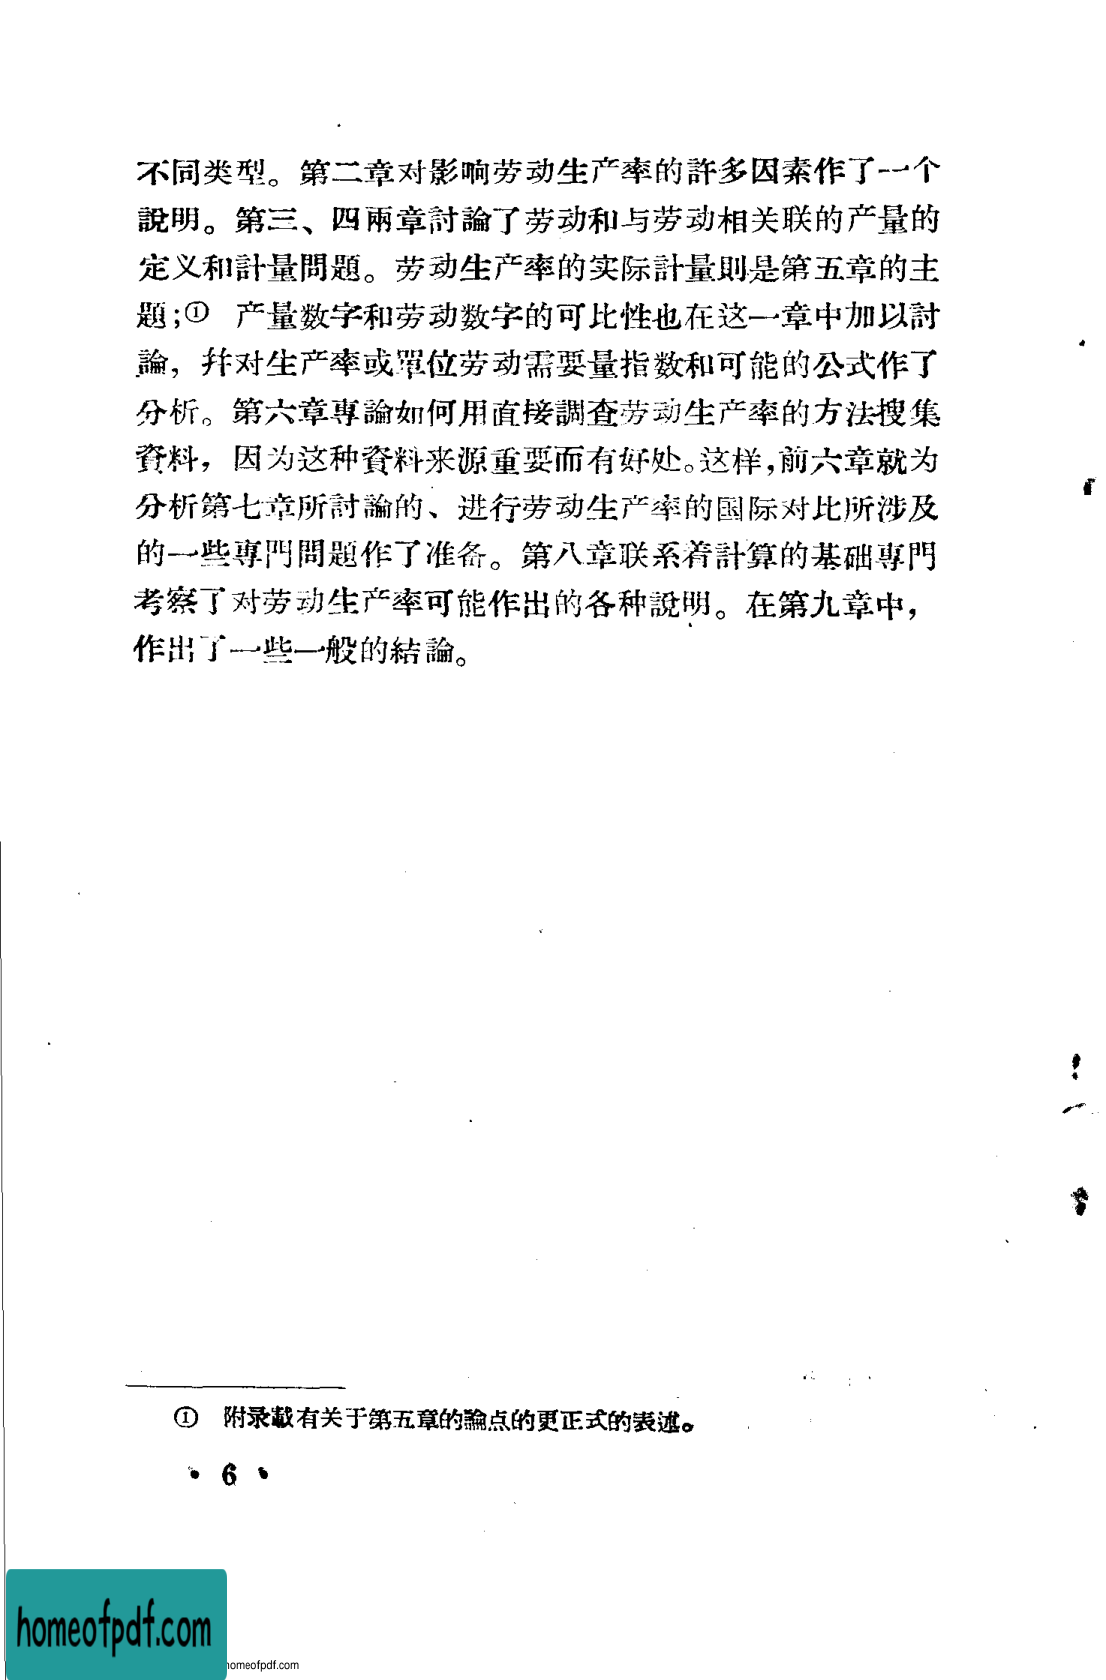 不同类型。第二章对影响劳动生产率的許多因素作了一个
說明。第三、四兩章討論了劳动和与劳动相关联的产量的
定义和計量問題。劳动生产率的实际計量則是第五章的主
題;① 产量数字和劳动数字的可比性也在这一章中加以討
論，幷对生产率或單位劳动需要量指数和可能的公式作了
分析。第六章專論如何用直接調查劳动生产率的方法搜集
資料，因为这种資料来源重要而有好处。这样，前六章就为
分析第七章所討論的、进行劳动生产率的国际对比所涉及
的一些專門問題作了准备。第八章联系着計算的基础專門
考察了对劳动生产率可能作出的各种說明。在第九章中，
作出了一些一般的結論。
① 附录載有关于第五章的論点的更正式的表述。
• 6 •
homeofpdf.com
homeofpdf.com